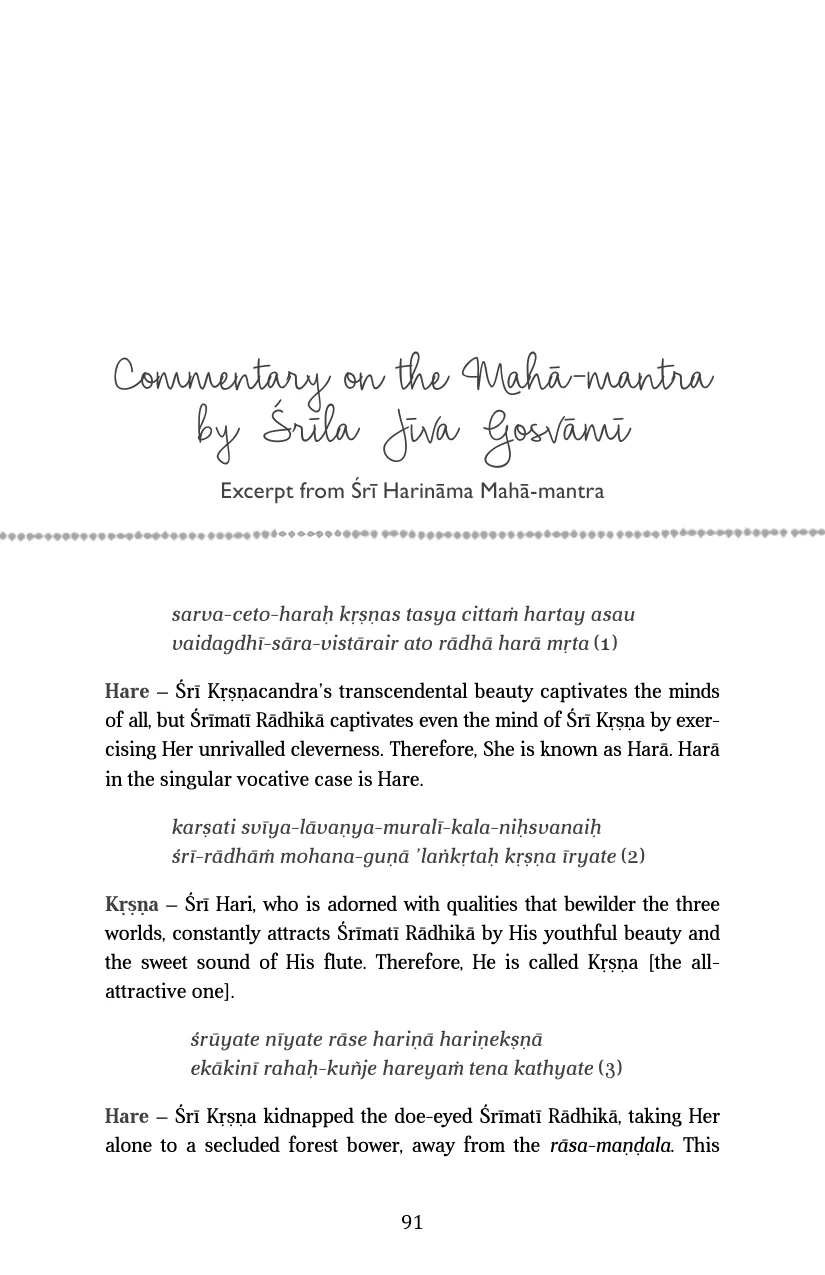 Commentary on the Mahā-mantra
by Śrīla Jīva Gosvāmī
Excerpt from Śrī Harināma Mahā-mantra
sarva-ceto-haraḥ kṛṣṇas tasya cittaṁ hartay asau
vaidagdhī-sāra-vistārair ato rādhā harā mṛta (1)
Hare – Śrī Kṛṣṇacandra’s transcendental beauty captivates the minds
of all, but Śrīmatī Rādhikā captivates even the mind of Śrī Kṛṣṇa by exer-
cising Her unrivalled cleverness. Therefore, She is known as Harā. Harā
in the singular vocative case is Hare.
karṣati svīya-lāvaṇya-muralī-kala-niḥsvanaiḥ
śrī-rādhāṁ mohana-guṇā ’laṅkṛtaḥ kṛṣṇa īryate (2)
Kṛṣṇa – Śrī Hari, who is adorned with qualities that bewilder the three
worlds, constantly attracts Śrīmatī Rādhikā by His youthful beauty and
the sweet sound of His flute. Therefore, He is called Kṛṣṇa [the all-
attractive one].
śrūyate nīyate rāse hariṇā hariṇekṣṇā
ekākinī rahaḥ-kuñje hareyaṁ tena kathyate (3)
Hare – Śrī Kṛṣṇa kidnapped the doe-eyed Śrīmatī Rādhikā, taking Her
alone to a secluded forest bower, away from the rāsa-maṇḍala. This
91